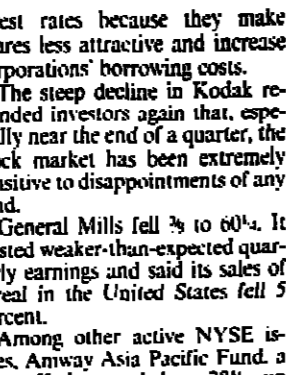 est rates because they make
ares less attractive and increase
rporations' borrowing costs.
The steep decline in Kodak re-
nded investors again that, espe-
lly near the end of a quarter, the
ck market has been extremely
nsitive to disappointments of any
nd.
General Mills fell ⅜ to 60¼. It
sted weaker-than-expected quar-
ly earnings and said its sales of
real in the United States fell 5
rcent.
Among other active NYSE is-
es, Amway Asia Pacific Fund, a